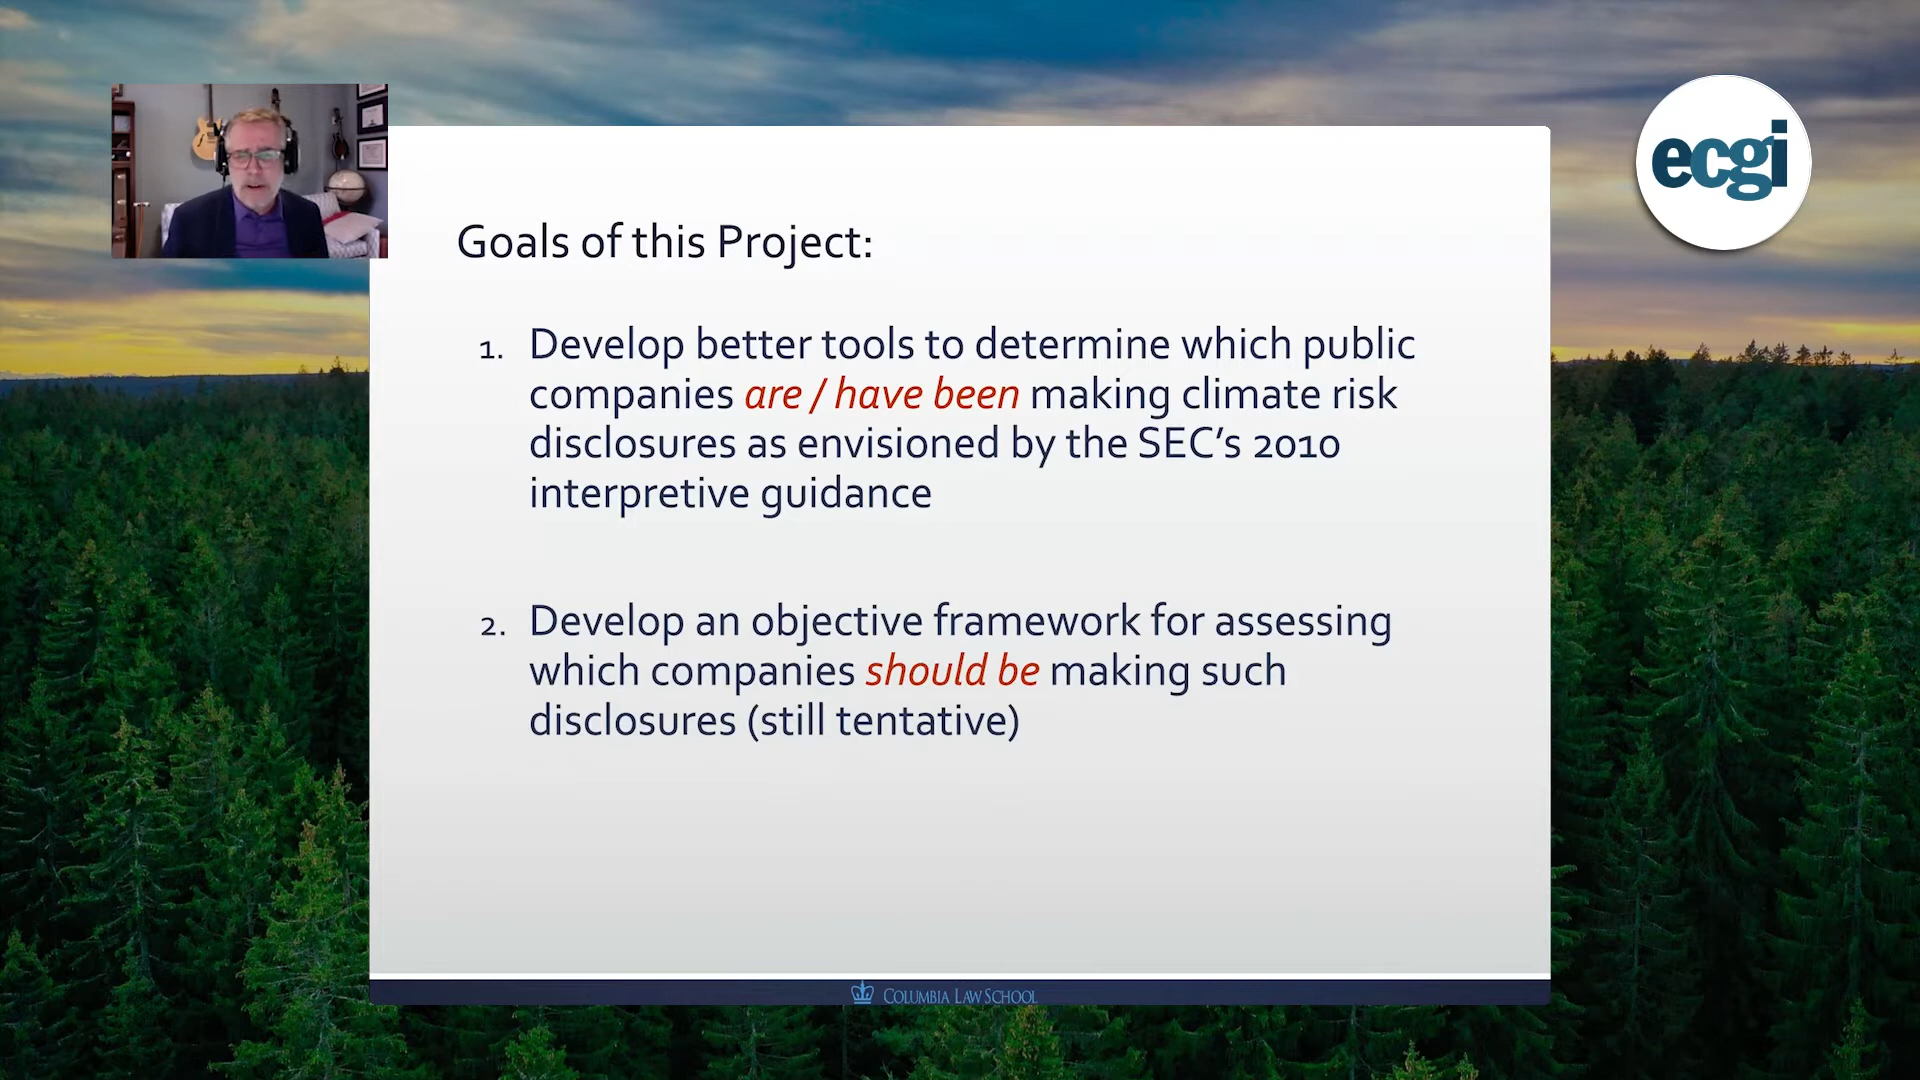 ecgi
Goals of this Project:
1. Develop better tools to determine which public
companies are / have been making climate risk
disclosures as envisioned by the SEC’s 2010
interpretive guidance
2. Develop an objective framework for assessing
which companies should be making such
disclosures (still tentative)
COLUMBIA LAW SCHOOL